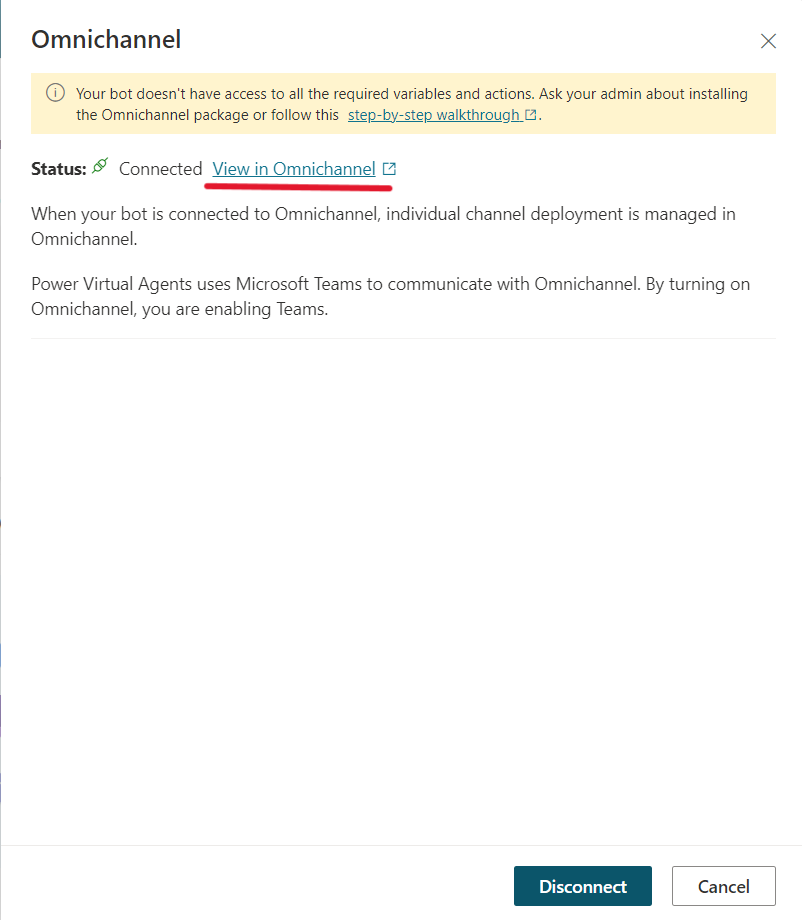 Omnichannel
Your bot doesn't have access to all the required variables and actions. Ask your admin about installing
the Omnichannel package or follow this step-by-step walkthrough.
Status: Connected View in Omnichannel
When your bot is connected to Omnichannel, individual channel deployment is managed in
Omnichannel.
Power Virtual Agents uses Microsoft Teams to communicate with Omnichannel. By turning on
Omnichannel, you are enabling Teams.
Disconnect Cancel